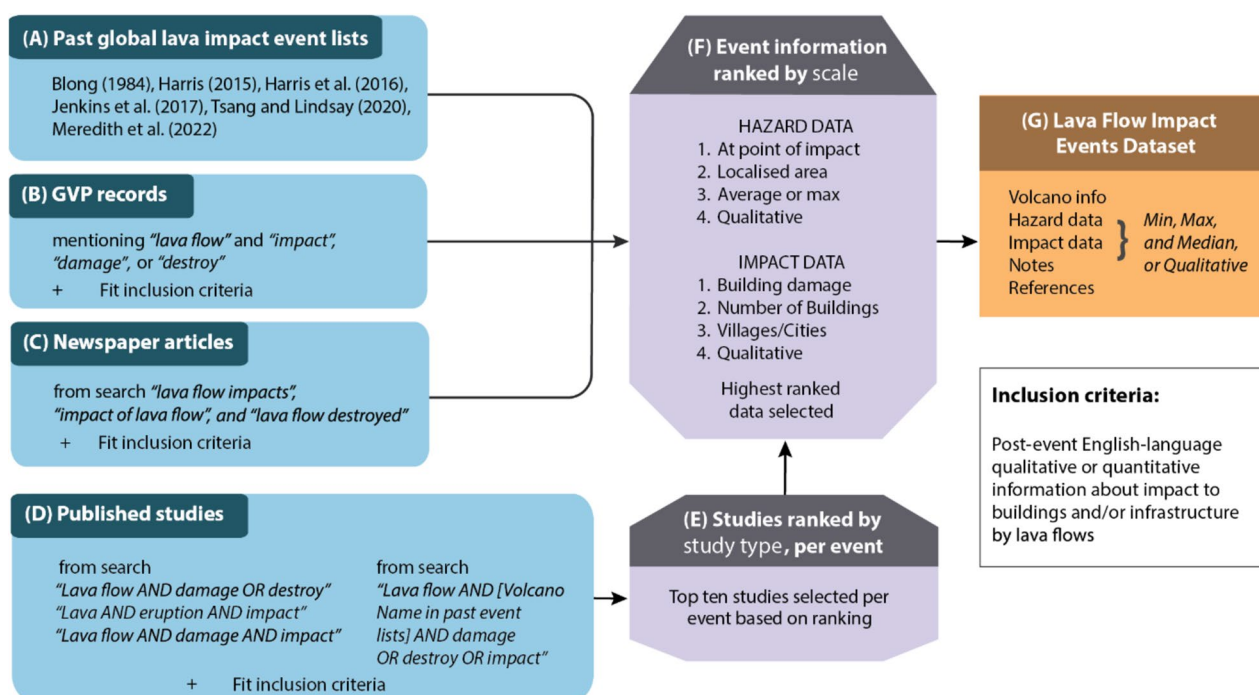 (A) Past global lava impact event lists
Blong (1984), Harris (2015), Harris et al. (2016),
Jenkins et al. (2017), Tsang and Lindsay (2020),
Meredith et al. (2022)
(B) GVP records
mentioning "lava flow" and "impact",
"damage", or "destroy"
+ Fit inclusion criteria
(C) Newspaper articles
from search "lava flow impacts",
"impact of lava flow", and "lava flow destroyed"
+ Fit inclusion criteria
(D) Published studies
from search
"Lava flow AND damage OR destroy"
"Lava AND eruption AND impact"
"Lava flow AND damage AND impact"
from search
"Lava flow AND [Volcano
Name in past event
lists] AND damage
OR destroy OR impact"
+ Fit inclusion criteria
(E) Studies ranked by
study type, per event
Top ten studies selected per
event based on ranking
(F) Event information
ranked by scale
HAZARD DATA
1. At point of impact
2. Localised area
3. Average or max
4. Qualitative
IMPACT DATA
1. Building damage
2. Number of Buildings
3. Villages/Cities
4. Qualitative
Highest ranked
data selected
(G) Lava Flow Impact
Events Dataset
Volcano info
Hazard data
Impact data
Notes
References
}
Min, Max,
and Median,
or Qualitative
Inclusion criteria:
Post-event English-language
qualitative or quantitative
information about impact to
buildings and/or infrastructure
by lava flows